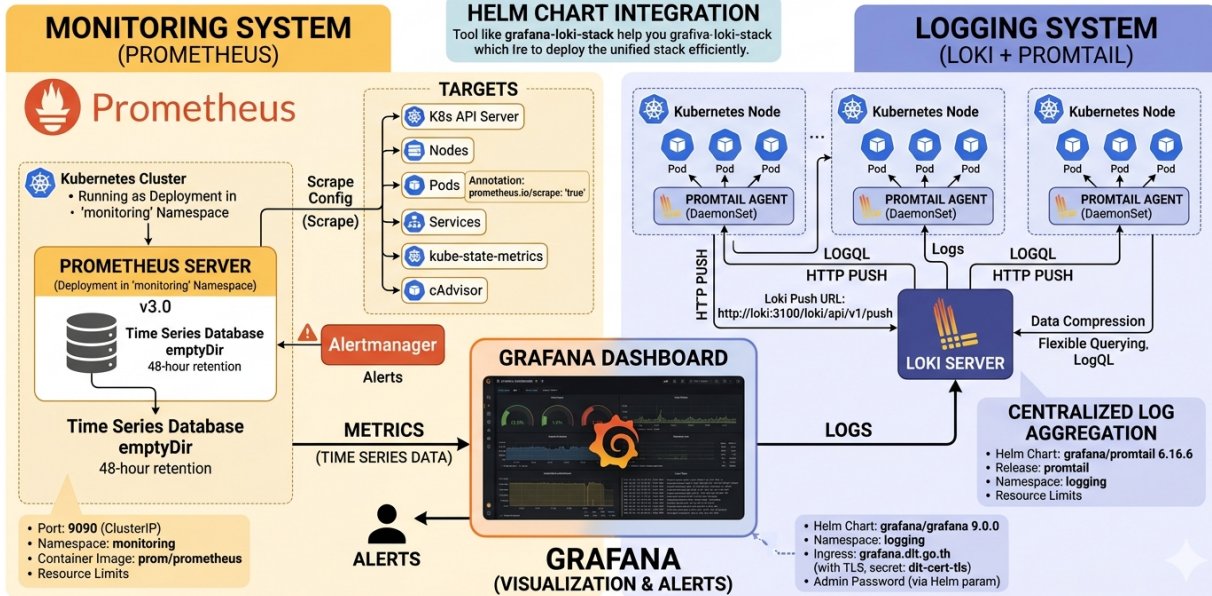 MONITORING SYSTEM
(PROMETHEUS)
HELM CHART INTEGRATION
Tool like grafana-loki-stack help you grafiva-loki-stack
which Ire to deploy the unified stack efficiently.
LOGGING SYSTEM
(LOKI + PROMTAIL)
Prometheus
TARGETS
K8s API Server
Nodes
Pods
Annotation:
prometheus.io/scrape: 'true'
Services
kube-state-metrics
cAdvisor
Kubernetes Cluster
• Running as Deployment in
• 'monitoring' Namespace
Scrape
Config
(Scrape)
PROMETHEUS SERVER
(Deployment in 'monitoring' Namespace)
v3.0
Time Series Database
emptyDir
48-hour retention
Alertmanager
Alerts
Time Series Database
emptyDir
48-hour retention
• Port: 9090 (ClusterIP)
• Namespace: monitoring
• Container Image: prom/prometheus
• Resource Limits
METRICS
(TIME SERIES DATA)
ALERTS
GRAFANA DASHBOARD
GRAFANA
(VISUALIZATION & ALERTS)
Kubernetes Node
Pod Pod Pod
PROMTAIL AGENT
(DaemonSet)
...
Kubernetes Node
Pod Pod Pod
PROMTAIL AGENT
(DaemonSet)
Kubernetes Node
Pod Pod Pod
PROMTAIL AGENT
(DaemonSet)
HTTP PUSH
LOGQL
HTTP PUSH
Logs
LOGQL
HTTP PUSH
Loki Push URL:
http://loki:3100/loki/api/v1/push
LOKI SERVER
Data Compression
Flexible Querying,
LogQL
LOGS
CENTRALIZED LOG
AGGREGATION
• Helm Chart: grafana/promtail 6.16.6
• Release: promtail
• Namespace: logging
• Resource Limits
• Helm Chart: grafana/grafana 9.0.0
• Namespace: logging
• Ingress: grafana.dlt.go.th
(with TLS, secret: dlt-cert-tls)
• Admin Password (via Helm param)